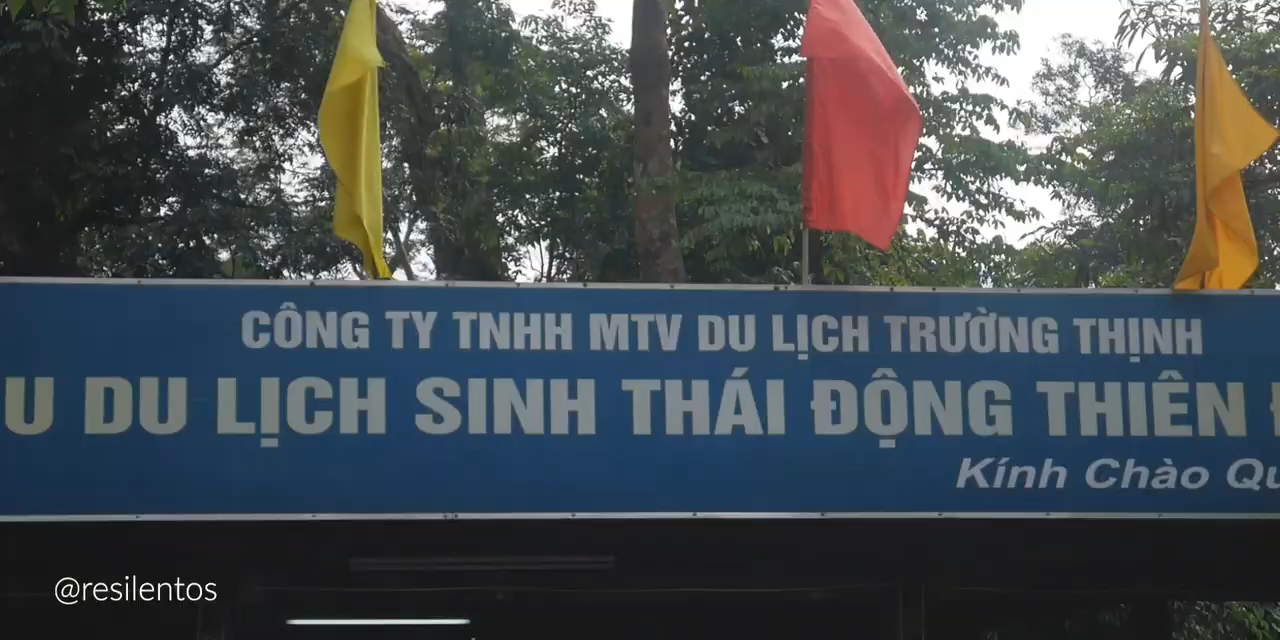 CÔNG TY TNHH MTV DU LỊCH TRƯỜNG THỊNH
U DU LỊCH SINH THÁI ĐỘNG THIÊN
Kính Chào Qu
@resilentos